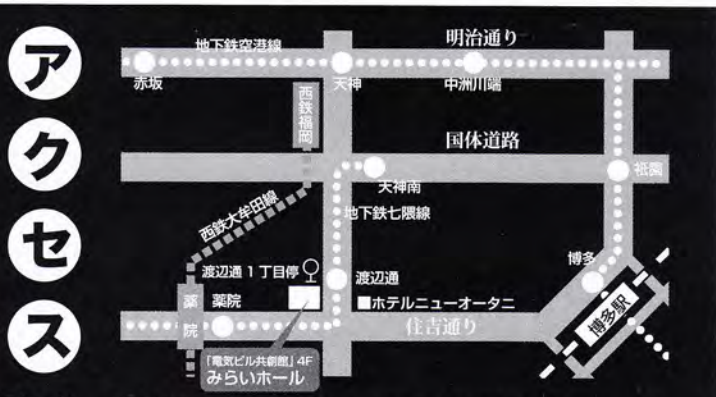 アクセス
地下鉄空港線
明治通り
赤坂
天神
中洲川端
西鉄福岡
国体道路
天神南
祇園
西鉄大牟田線
地下鉄七隈線
渡辺通1丁目停
渡辺通
博多
薬院
薬院
■ホテルニューオータニ
博多駅
住吉通り
「電気ビル共創館」4F
みらいホール